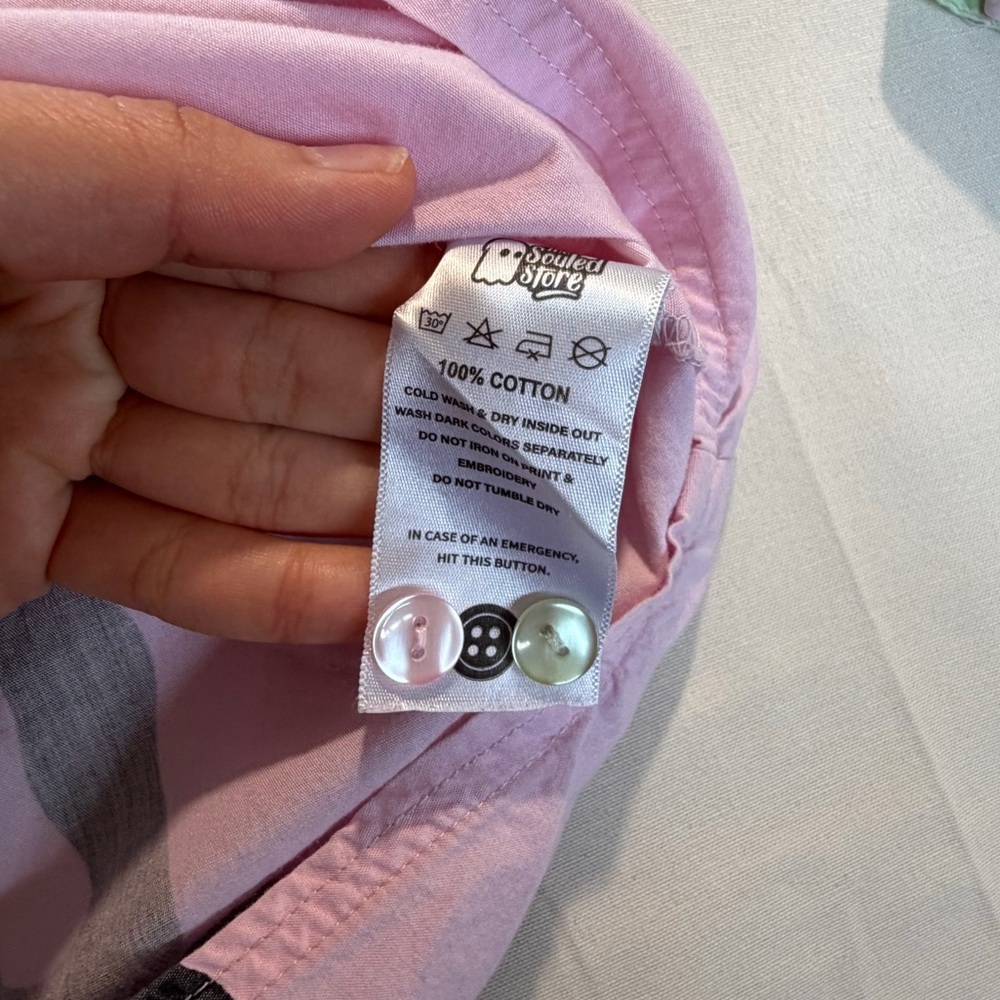 Souled
Store
30°
100% COTTON
COLD WASH & DRY INSIDE OUT
WASH DARK COLORS SEPARATELY
DO NOT IRON ON PRINT &
EMBROIDERY
DO NOT TUMBLE DRY
IN CASE OF AN EMERGENCY,
HIT THIS BUTTON.